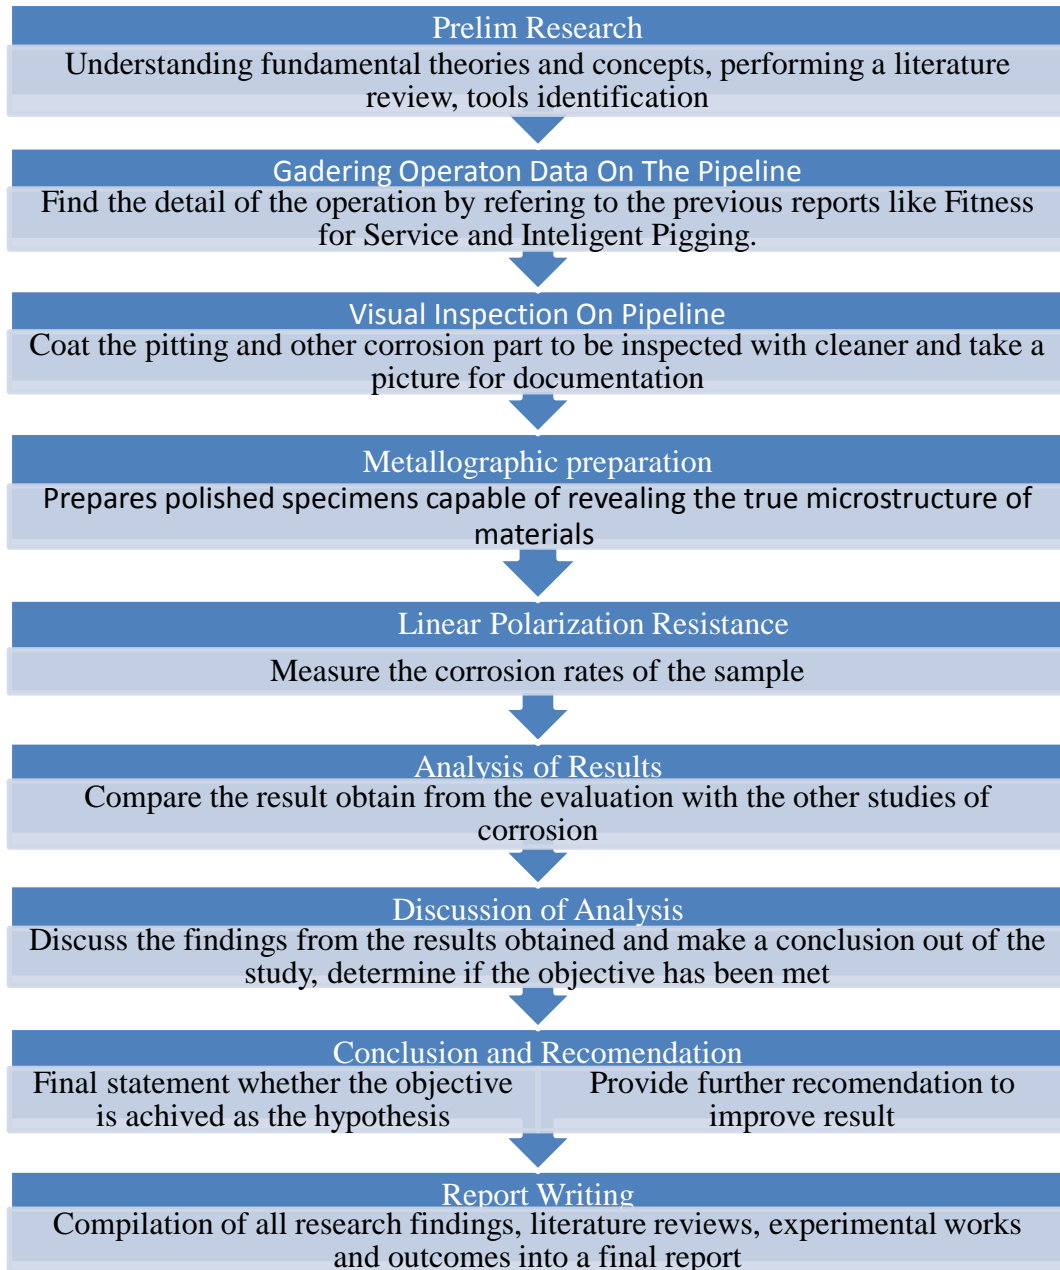 Prelim Research
Understanding fundamental theories and concepts, performing a literature
review, tools identification
Gadering Operaton Data On The Pipeline
Find the detail of the operation by refering to the previous reports like Fitness
for Service and Inteligent Pigging.
Visual Inspection On Pipeline
Coat the pitting and other corrosion part to be inspected with cleaner and take a
picture for documentation
Metallographic preparation
Prepares polished specimens capable of revealing the true microstructure of
materials
Linear Polarization Resistance
Measure the corrosion rates of the sample
Analysis of Results
Compare the result obtain from the evaluation with the other studies of
corrosion
Discussion of Analysis
Discuss the findings from the results obtained and make a conclusion out of the
study, determine if the objective has been met
Conclusion and Recomendation
Final statement whether the objective
is achived as the hypothesis
Provide further recomendation to
improve result
Report Writing
Compilation of all research findings, literature reviews, experimental works
and outcomes into a final report